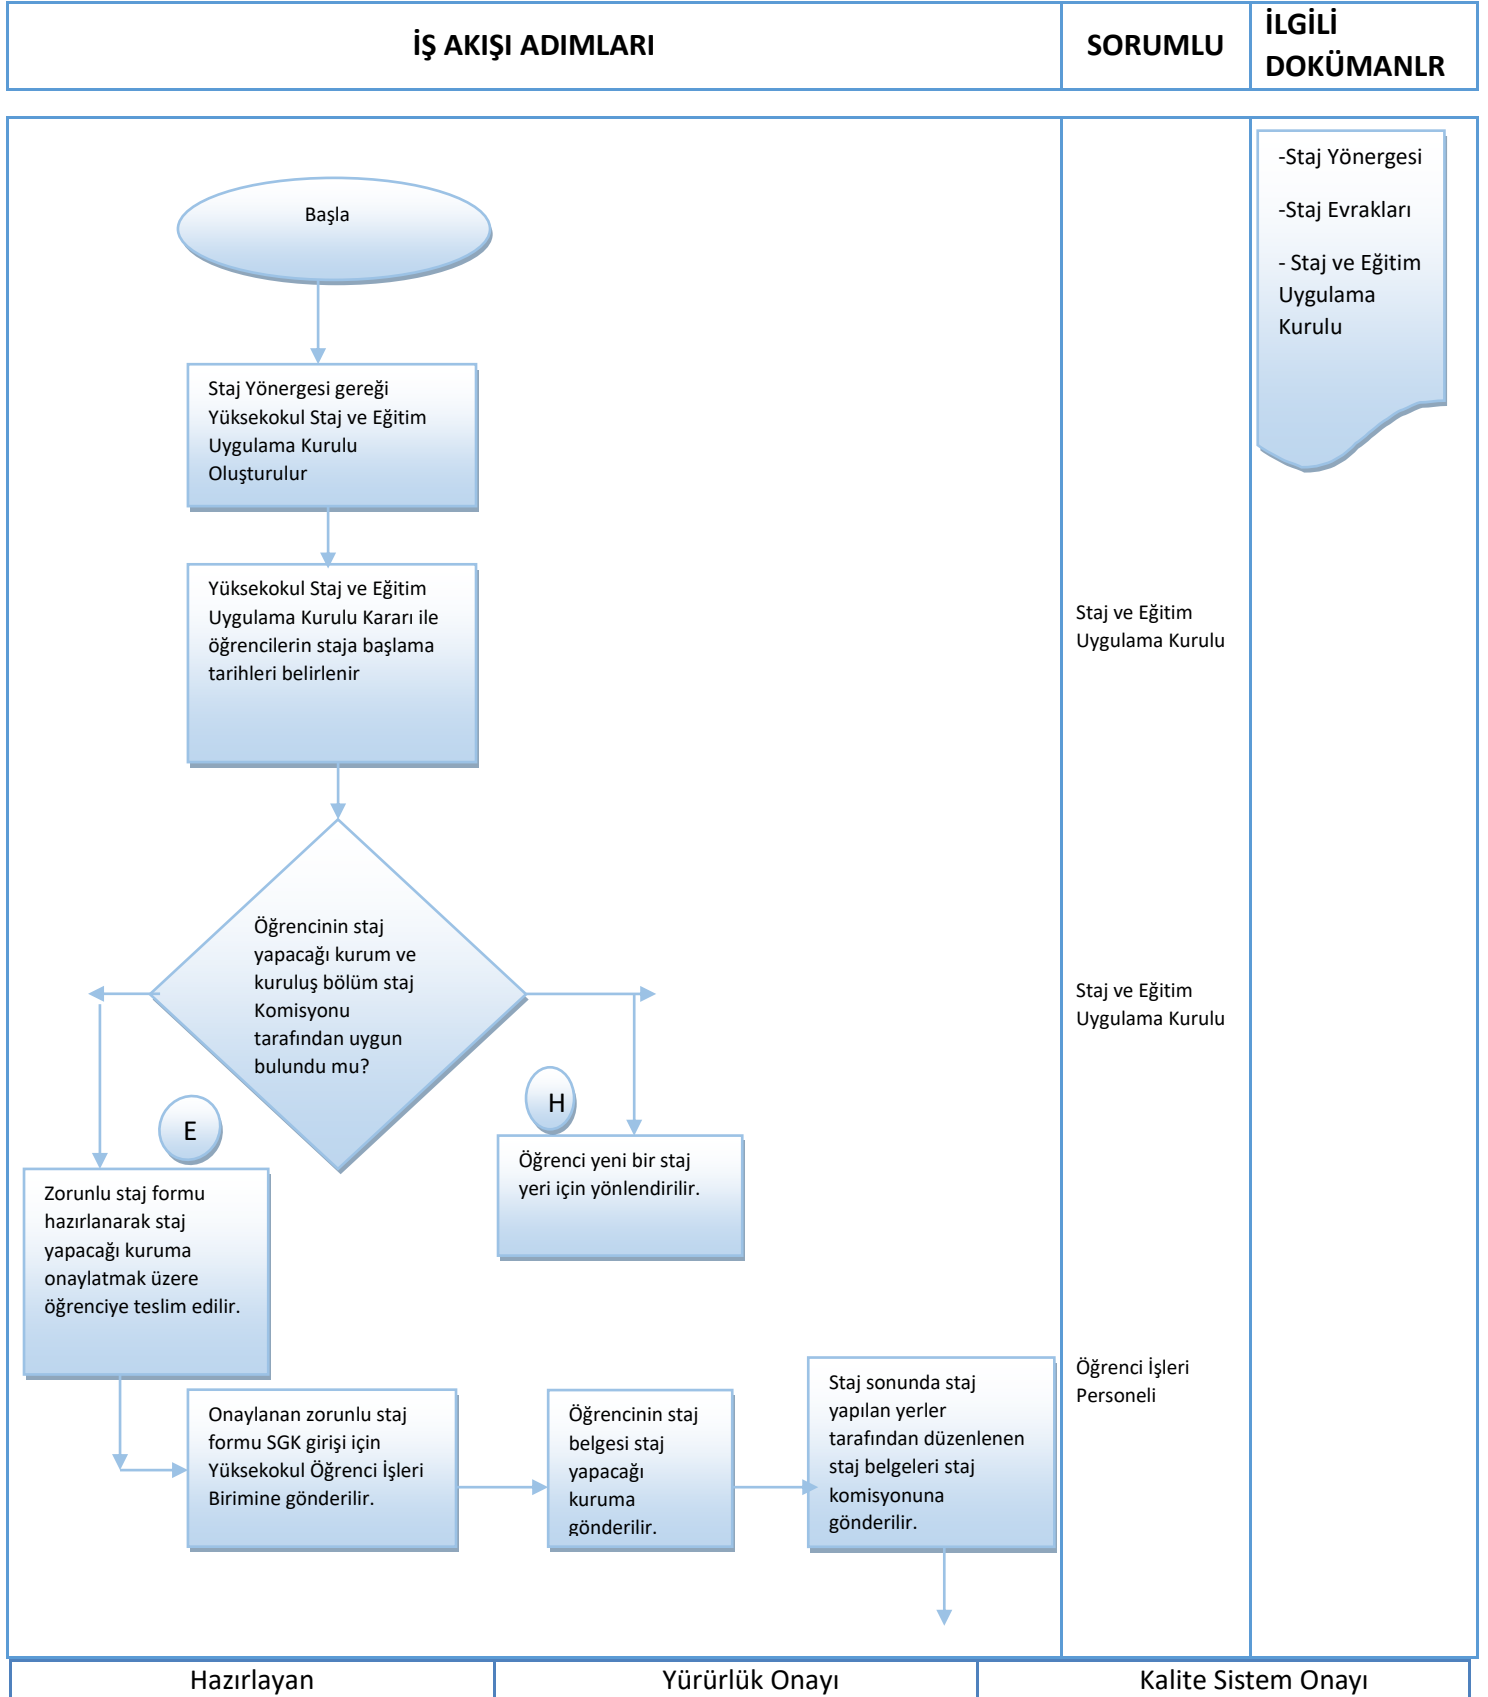 İŞ AKIŞI ADIMLARI
SORUMLU
İLGİLİ
DOKÜMANLR
-Staj Yönergesi
-Staj Evrakları
- Staj ve Eğitim
Uygulama
Kurulu
Başla
Staj Yönergesi gereği
Yüksekokul Staj ve Eğitim
Uygulama Kurulu
Oluşturulur
Yüksekokul Staj ve Eğitim
Uygulama Kurulu Kararı ile
öğrencilerin staja başlama
tarihleri belirlenir
Staj ve Eğitim
Uygulama Kurulu
Öğrencinin staj
yapacağı kurum ve
kuruluş bölüm staj
Komisyonu
tarafından uygun
bulundu mu?
Staj ve Eğitim
Uygulama Kurulu
E
H
Zorunlu staj formu
hazırlanarak staj
yapacağı kuruma
onaylatmak üzere
öğrenciye teslim edilir.
Öğrenci yeni bir staj
yeri için yönlendirilir.
Onaylanan zorunlu staj
formu SGK girişi için
Yüksekokul Öğrenci İşleri
Birimine gönderilir.
Öğrencinin staj
belgesi staj
yapacağı
kuruma
gönderilir.
Staj sonunda staj
yapılan yerler
tarafından düzenlenen
staj belgeleri staj
komisyonuna
gönderilir.
Öğrenci İşleri
Personeli
Hazırlayan
Yürürlük Onayı
Kalite Sistem Onayı